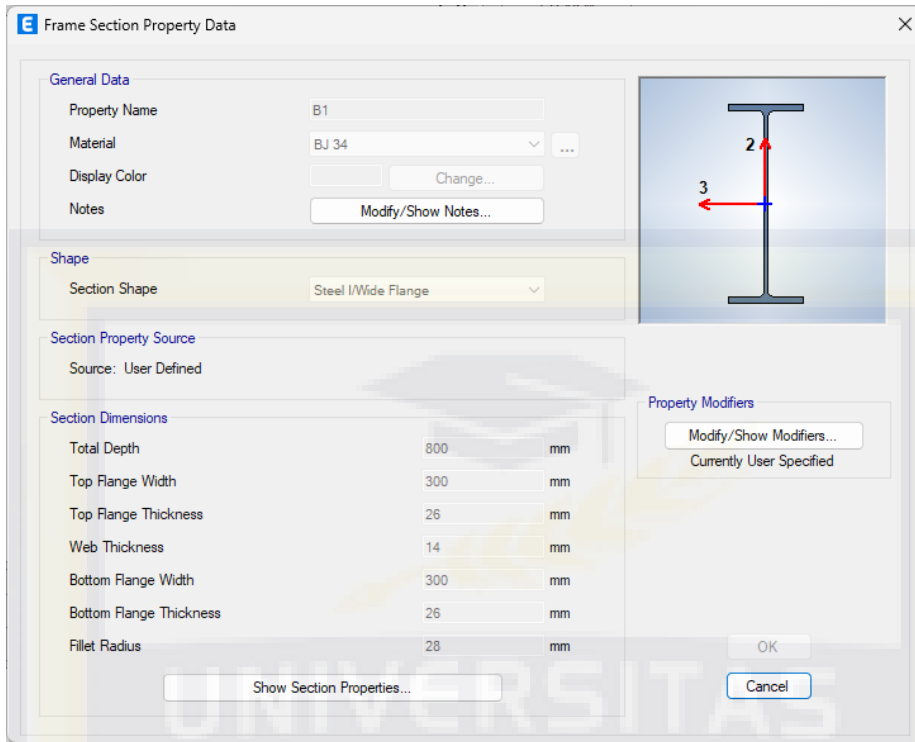 E Frame Section Property Data
General Data
Property Name B1
Material BJ 34 ...
Display Color Change...
Notes Modify/Show Notes...
2
3
Shape
Section Shape Steel I/Wide Flange
Section Property Source
Source: User Defined
Section Dimensions
Total Depth 800 mm
Top Flange Width 300 mm
Top Flange Thickness 26 mm
Web Thickness 14 mm
Bottom Flange Width 300 mm
Bottom Flange Thickness 26 mm
Fillet Radius 28 mm
Show Section Properties...
Property Modifiers
Modify/Show Modifiers...
Currently User Specified
OK
Cancel
UNIVERSITAS